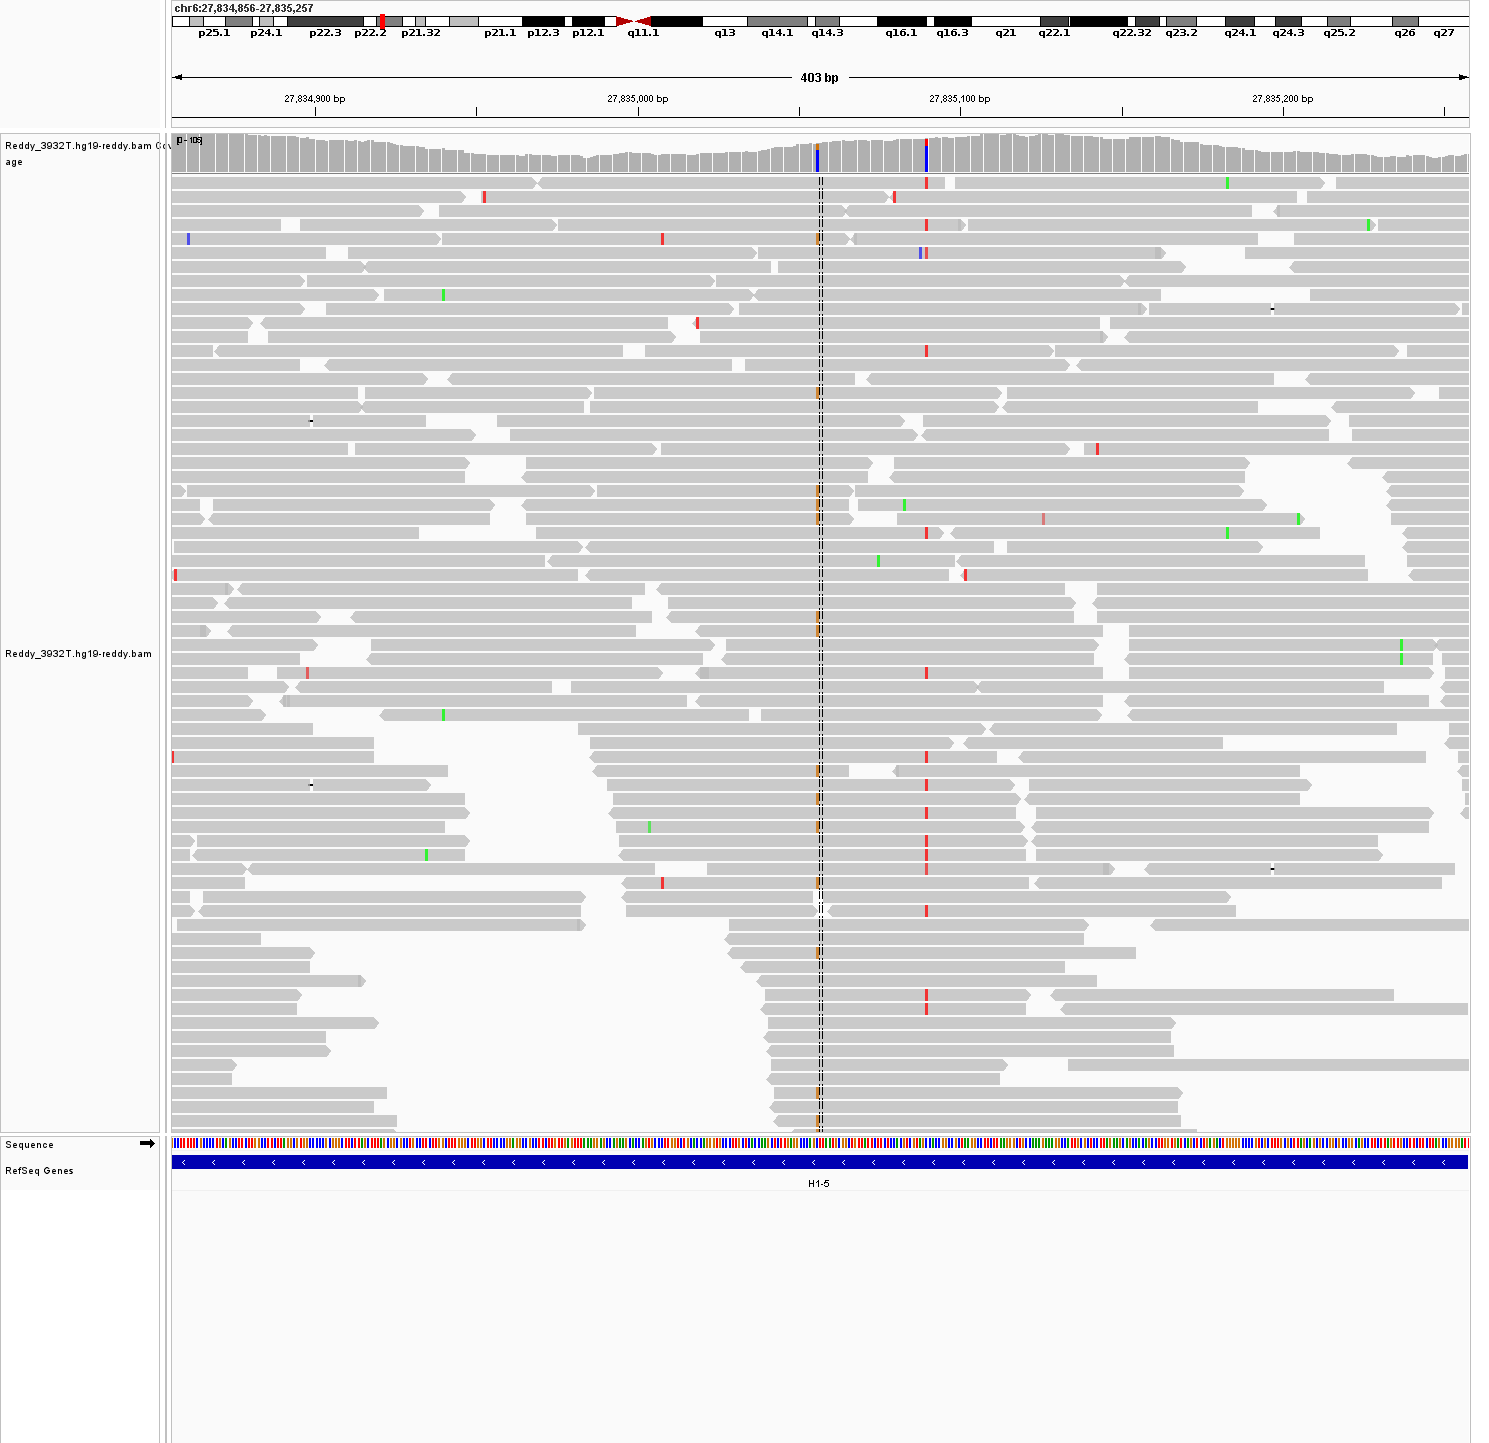 chr6:27,834,856-27,835,257
p25.1 p24.1 p22.3 p22.2 p21.32 p21.1 p12.3 p12.1 q11.1 q13 q14.1 q14.3 q16.1 q16.3 q21 q22.1 q22.32 q23.2 q24.1 q24.3 q25.2 q26 q27
403 bp
27,834,900 bp 27,835,000 bp 27,835,100 bp 27,835,200 bp
Reddy_3932T.hg19-reddy.bam Cov
age
Reddy_3932T.hg19-reddy.bam
Sequence
RefSeq Genes
H1-5